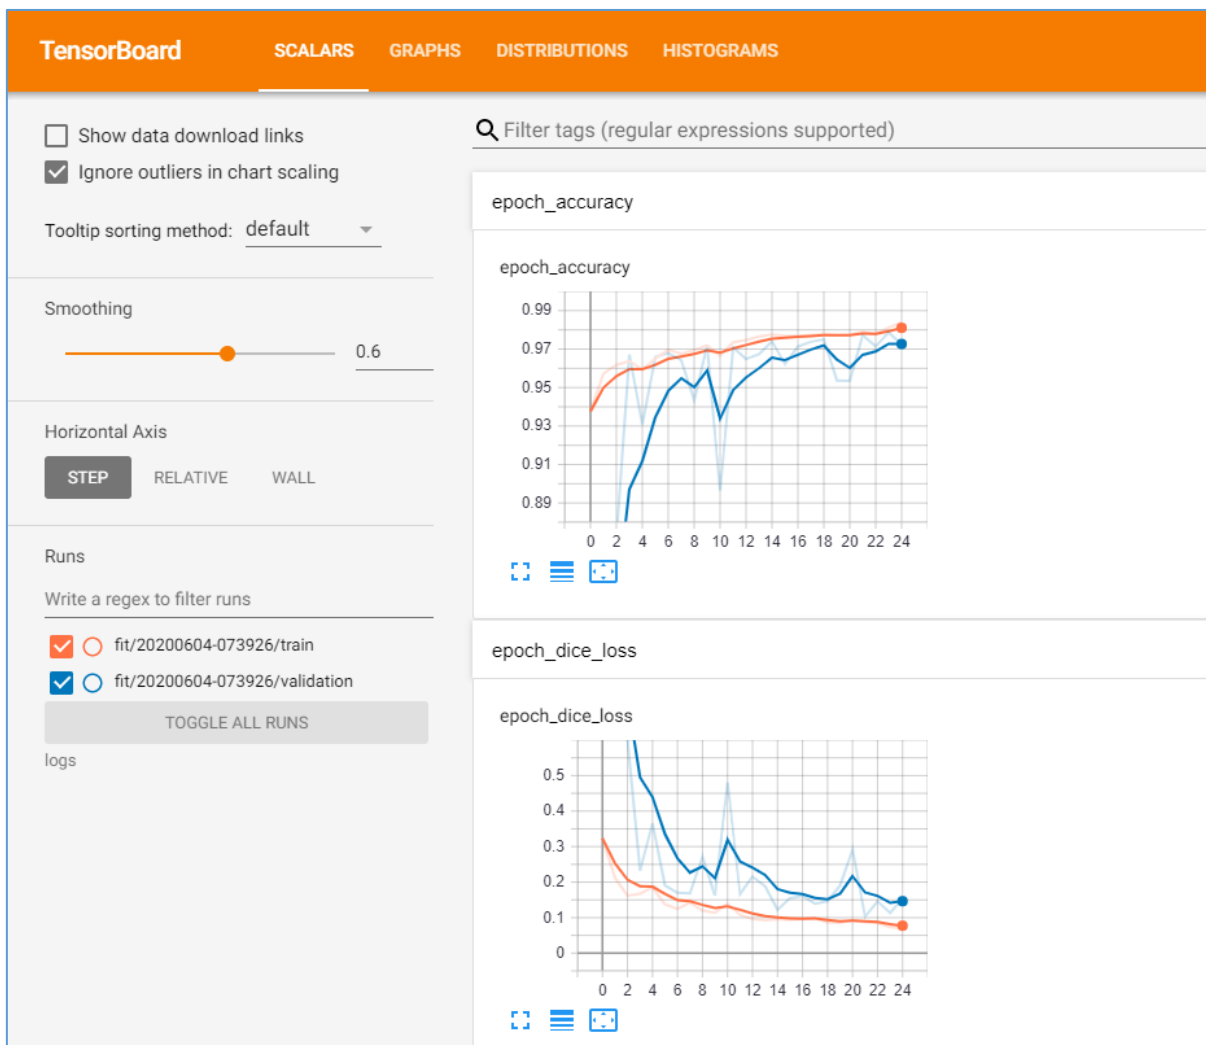 TensorBoard SCALARS GRAPHS DISTRIBUTIONS HISTOGRAMS
Show data download links
Ignore outliers in chart scaling
Tooltip sorting method: default
Smoothing
0.6
Horizontal Axis
STEP RELATIVE WALL
Runs
Write a regex to filter runs
fit/20200604-073926/train
fit/20200604-073926/validation
TOGGLE ALL RUNS
logs
Filter tags (regular expressions supported)
epoch_accuracy
epoch_accuracy
0.99
0.97
0.95
0.93
0.91
0.89
0 2 4 6 8 10 12 14 16 18 20 22 24
epoch_dice_loss
epoch_dice_loss
0.5
0.4
0.3
0.2
0.1
0
0 2 4 6 8 10 12 14 16 18 20 22 24